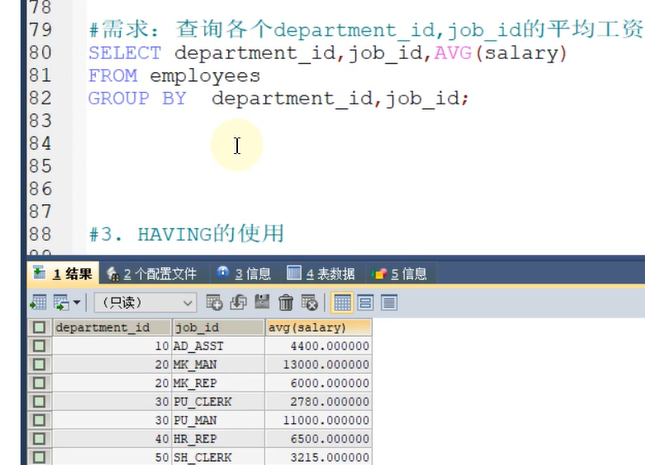 78
79 #需求：查询各个department_id,job_id的平均工资
80 SELECT department_id,job_id,AVG(salary)
81 FROM employees
82 GROUP BY  department_id,job_id;
83
84
85
86
87
88 #3. HAVING的使用
1 结果 2 个配置文件 3 信息 4 表数据 5 信息
（只读）
department_id job_id avg(salary)
10 AD_ASST 4400.000000
20 MK_MAN 13000.000000
20 MK_REP 6000.000000
30 PU_CLERK 2780.000000
30 PU_MAN 11000.000000
40 HR_REP 6500.000000
50 SH_CLERK 3215.000000